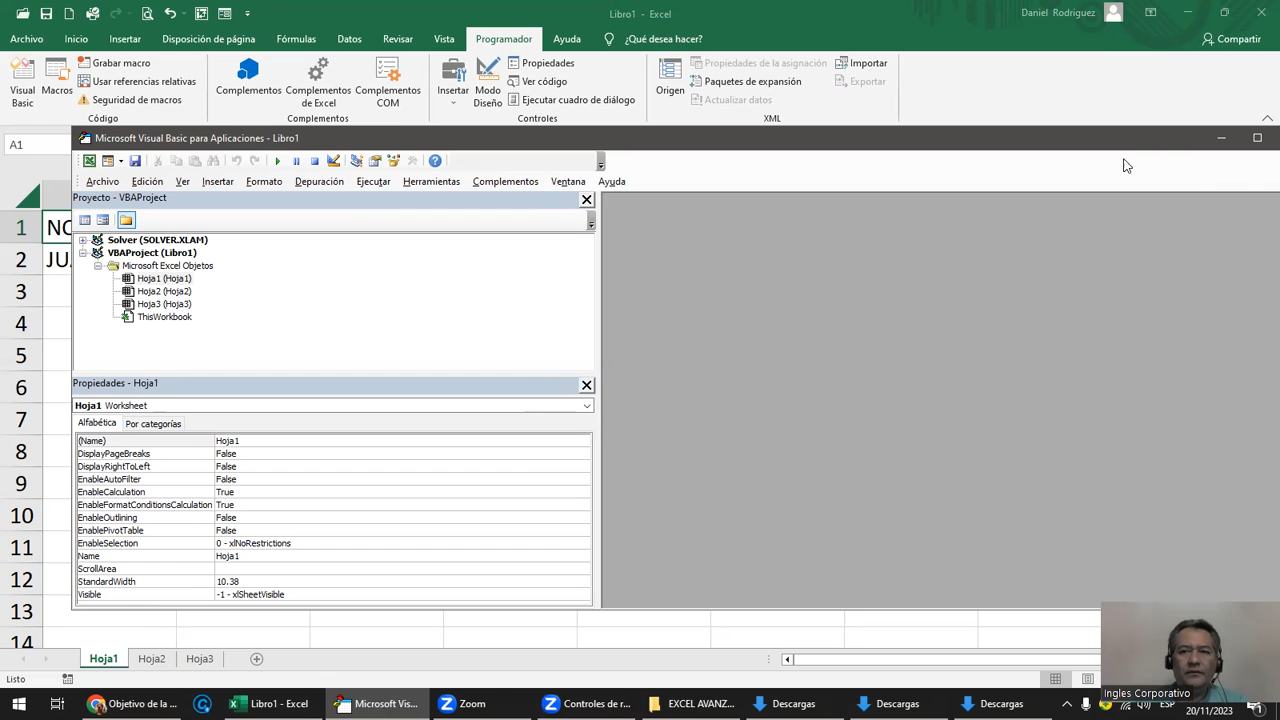 Libro1 - Excel
Daniel Rodriguez
Archivo Inicio Insertar Disposición de página Fórmulas Datos Revisar Vista Programador Ayuda ¿Qué desea hacer? Compartir
Visual Basic
Macros
Grabar macro
Usar referencias relativas
Seguridad de macros
Código
Complementos
Complementos de Excel
Complementos COM
Complementos
Insertar
Modo Diseño
Propiedades
Ver código
Ejecutar cuadro de diálogo
Controles
Origen
Propiedades de la asignación
Paquetes de expansión
Actualizar datos
Importar
Exportar
XML
A1
Microsoft Visual Basic para Aplicaciones - Libro1
Archivo Edición Ver Insertar Formato Depuración Ejecutar Herramientas Complementos Ventana Ayuda
Proyecto - VBAProject
Solver (SOLVER.XLAM)
VBAProject (Libro1)
Microsoft Excel Objetos
Hoja1 (Hoja1)
Hoja2 (Hoja2)
Hoja3 (Hoja3)
ThisWorkbook
Propiedades - Hoja1
Hoja1 Worksheet
Alfabética Por categorías
(Name) Hoja1
DisplayPageBreaks False
DisplayRightToLeft False
EnableAutoFilter False
EnableCalculation True
EnableFormatConditionsCalculation True
EnableOutlining False
EnablePivotTable False
EnableSelection 0 - xlNoRestrictions
Name Hoja1
ScrollArea
StandardWidth 10.38
Visible -1 - xlSheetVisible
1
2
3
4
5
6
7
8
9
10
11
12
13
14
Hoja1 Hoja2 Hoja3
Listo
Ingles Corporativo
Objetivo de la ... Libro1 - Excel Microsoft Vis... Zoom Controles de r... EXCEL AVANZ... Descargas Descargas Descargas
ESP
20/11/2023